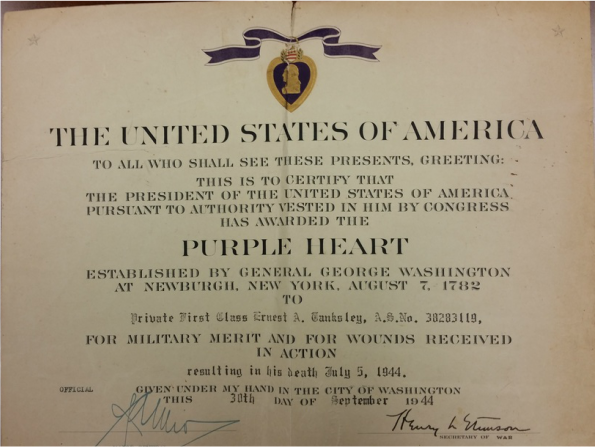 THE UNITED STATES OF AMERICA
TO ALL WHO SHALL SEE THESE PRESENTS, GREETING:
THIS IS TO CERTIFY THAT
THE PRESIDENT OF THE UNITED STATES OF AMERICA
PURSUANT TO AUTHORITY VESTED IN HIM BY CONGRESS
HAS AWARDED THE
PURPLE HEART
ESTABLISHED BY GENERAL GEORGE WASHINGTON
AT NEWBURGH, NEW YORK, AUGUST 7, 1782
TO
Private First Class Ernest A. Tanksley, A.S.No. 38283119,
FOR MILITARY MERIT AND FOR WOUNDS RECEIVED
IN ACTION
resulting in his death July 5, 1944.
OFFICIAL GIVEN UNDER MY HAND IN THE CITY OF WASHINGTON
THIS 30th DAY OF September 1944
Henry L Stimson
SECRETARY OF WAR